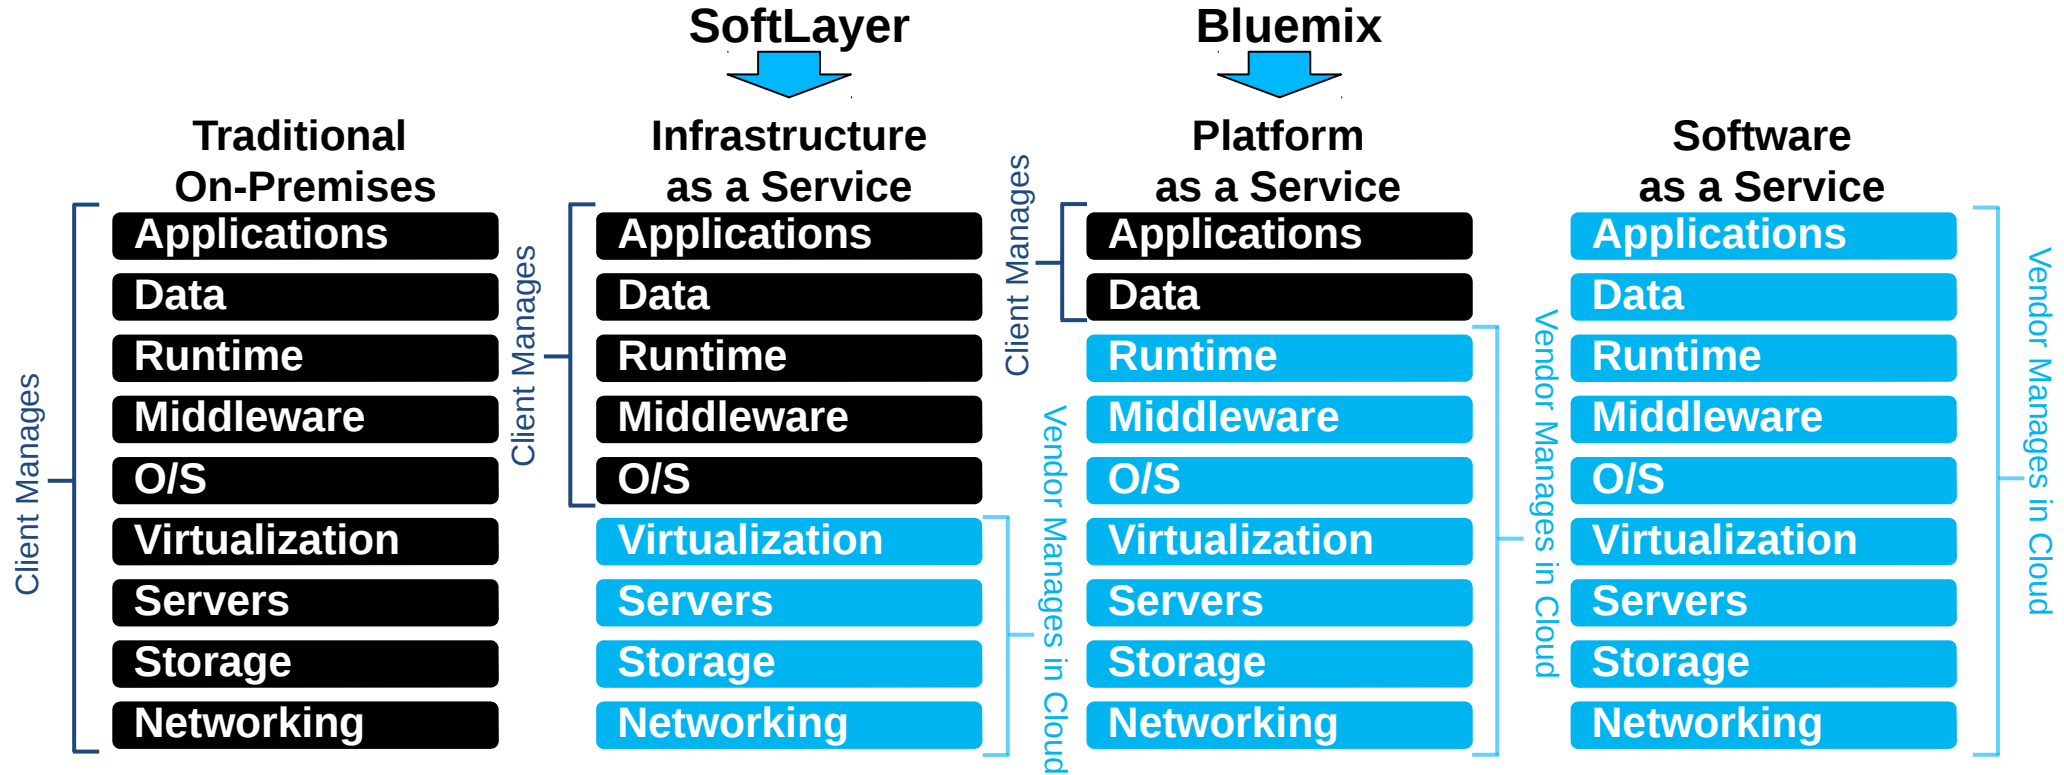 SoftLayer
Bluemix
Traditional
On-Premises
Infrastructure
as a Service
Platform
as a Service
Software
as a Service
Client Manages
Applications
Data
Runtime
Middleware
O/S
Virtualization
Servers
Storage
Networking
Client Manages
Applications
Data
Runtime
Middleware
O/S
Virtualization
Servers
Storage
Networking
Vendor Manages in Cloud
Client Manages
Applications
Data
Runtime
Middleware
O/S
Virtualization
Servers
Storage
Networking
Vendor Manages in Cloud
Applications
Data
Runtime
Middleware
O/S
Virtualization
Servers
Storage
Networking
Vendor Manages in Cloud